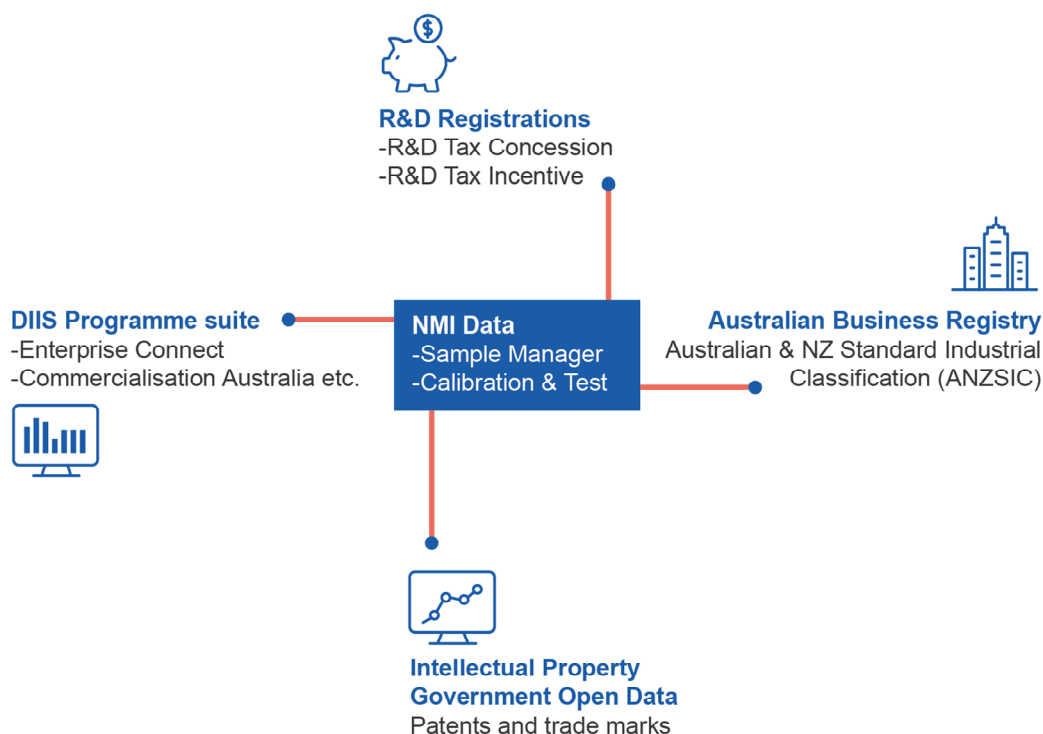 $
R&D Registrations
-R&D Tax Concession
-R&D Tax Incentive
DIIS Programme suite
-Enterprise Connect
-Commercialisation Australia etc.
NMI Data
-Sample Manager
-Calibration & Test
Australian Business Registry
Australian & NZ Standard Industrial
Classification (ANZSIC)
Intellectual Property
Government Open Data
Patents and trade marks